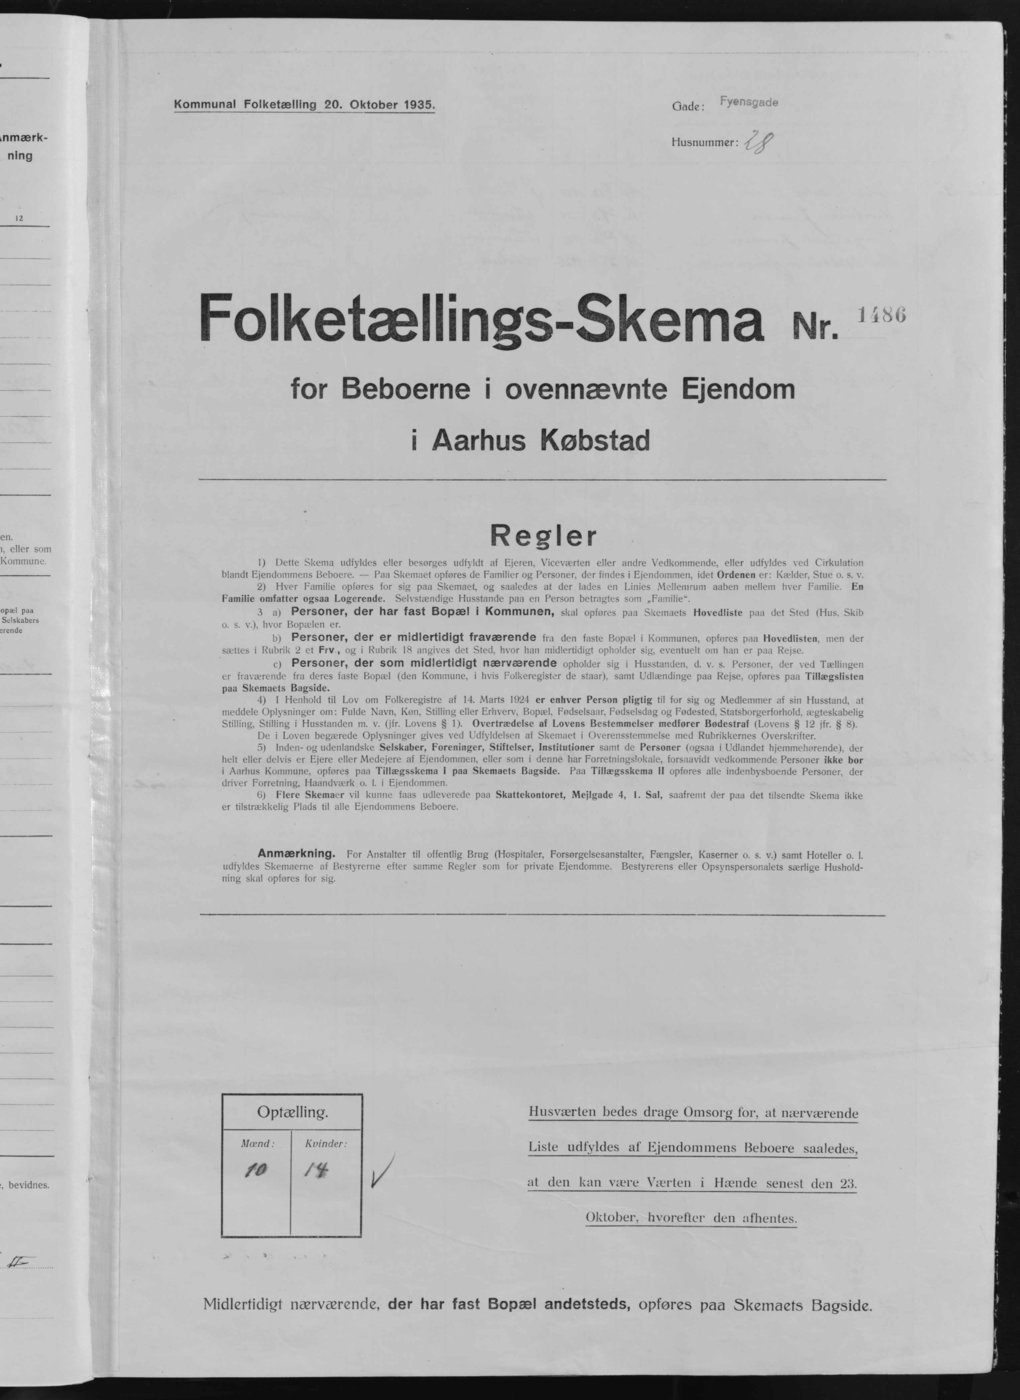 nmærk-
ning
12
en.
, eller som
Kommune.
opæl paa
Selskabers
erende
, bevidnes.
Kommunal Folketælling 20. Oktober 1935.
Gade: Fyensgade
Husnummer: 28
Folketællings-Skema Nr. 1486
for Beboerne i ovennævnte Ejendom
i Aarhus Købstad
Regler
1) Dette Skema udfyldes eller besørges udfyldt af Ejeren, Viceværten eller andre Vedkommende, eller udfyldes ved Cirkulation
blandt Ejendommens Beboere. — Paa Skemaet opføres de Familier og Personer, der findes i Ejendommen, idet Ordenen er: Kælder, Stue o. s. v.
2) Hver Familie opføres for sig paa Skemaet, og saaledes at der lades en Linies Mellemrum aaben mellem hver Familie. En
Familie omfatter ogsaa Logerende. Selvstændige Husstande paa en Person betragtes som „Familie".
3 a) Personer, der har fast Bopæl i Kommunen, skal opføres paa Skemaets Hovedliste paa det Sted (Hus, Skib
o. s. v.), hvor Bopælen er.
b) Personer, der er midlertidigt fraværende fra den faste Bopæl i Kommunen, opføres paa Hovedlisten, men der
sættes i Rubrik 2 et Frv., og i Rubrik 18 angives det Sted, hvor han midlertidigt opholder sig, eventuelt om han er paa Rejse.
c) Personer, der som midlertidigt nærværende opholder sig i Husstanden, d. v. s. Personer, der ved Tællingen
er fraværende fra deres faste Bopæl (den Kommune, i hvis Folkeregister de staar), samt Udlændinge paa Rejse, opføres paa Tillægslisten
paa Skemaets Bagside.
4) I Henhold til Lov om Folkeregistre af 14. Marts 1924 er enhver Person pligtig til for sig og Medlemmer af sin Husstand, at
meddele Oplysninger om: Fulde Navn, Køn, Stilling eller Erhverv, Bopæl, Fødselsaar, Fødselsdag og Fødested, Statsborgerforhold, ægteskabelig
Stilling, Stilling i Husstanden m. v. (jfr. Lovens § 1). Overtrædelse af Lovens Bestemmelser medfører Bødestraf (Lovens § 12 jfr. § 8).
De i Loven begærede Oplysninger gives ved Udfyldelsen af Skemaet i Overensstemmelse med Rubrikkernes Overskrifter.
5) Inden- og udenlandske Selskaber, Foreninger, Stiftelser, Institutioner samt de Personer (ogsaa i Udlandet hjemmehørende), der
helt eller delvis er Ejere eller Medejere af Ejendommen, eller som i denne har Forretningslokale, forsaavidt vedkommende Personer ikke bor
i Aarhus Kommune, opføres paa Tillægsskema I paa Skemaets Bagside. Paa Tillægsskema II opføres alle indenbysboende Personer, der
driver Forretning, Haandværk o. l. i Ejendommen.
6) Flere Skemaer vil kunne faas udleverede paa Skattekontoret, Mejlgade 4, 1. Sal, saafremt der paa det tilsendte Skema ikke
er tilstrækkelig Plads til alle Ejendommens Beboere.
Anmærkning. For Anstalter til offentlig Brug (Hospitaler, Forsørgelsesanstalter, Fængsler, Kaserner o. s. v.) samt Hoteller o. l.
udfyldes Skemaerne af Bestyrerne efter samme Regler som for private Ejendomme. Bestyrerens eller Opsynspersonalets særlige Hushold-
ning skal opføres for sig.
Optælling.
Mænd: Kvinder:
10 14
Husværten bedes drage Omsorg for, at nærværende
Liste udfyldes af Ejendommens Beboere saaledes,
at den kan være Værten i Hænde senest den 23.
Oktober, hvorefter den afhentes.
Midlertidigt nærværende, der har fast Bopæl andetsteds, opføres paa Skemaets Bagside.